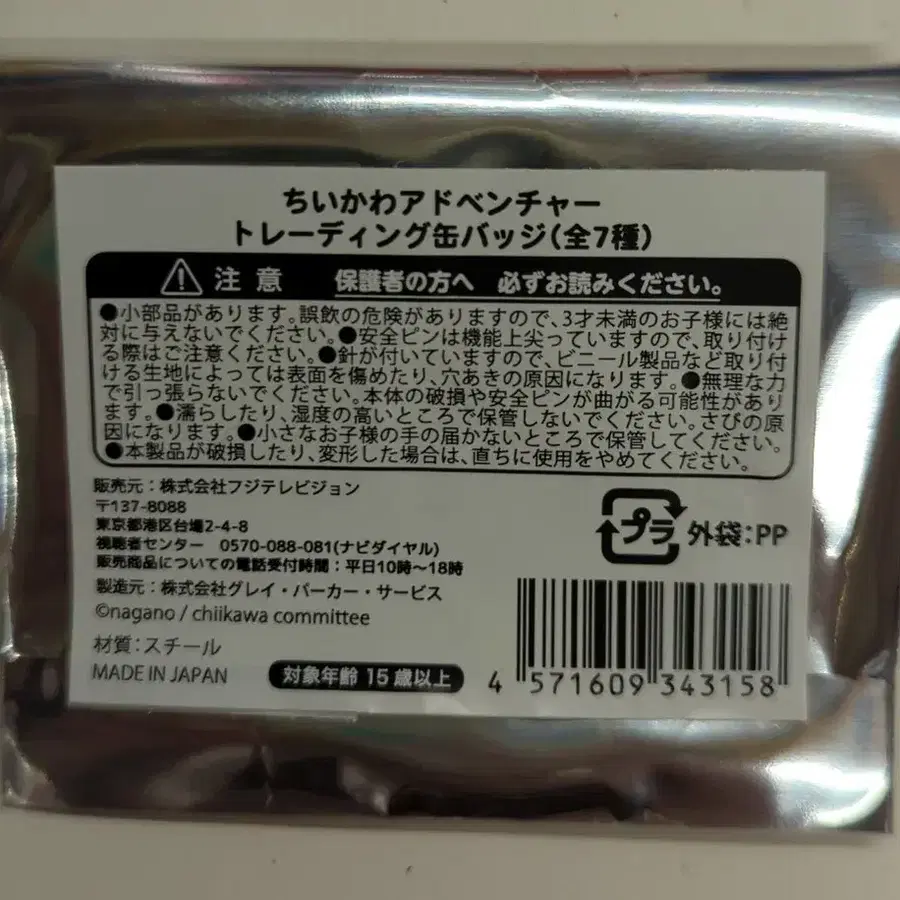 ちいかわアドベンチャー
トレーディング缶バッジ(全7種)
注意 保護者の方へ 必ずお読みください。
●小部品があります。誤飲の危険がありますので、3才未満のお子様には絶
対に与えないでください。●安全ピンは機能上尖っていますので、取り付け
る際はご注意ください。●針が付いていますので、ビニール製品など取り付
ける生地によっては表面を傷めたり、穴あきの原因になります。●無理な力
で引っ張らないでください。本体の破損や安全ピンが曲がる可能性があり
ます。●濡らしたり、湿度の高いところで保管しないでください。さびの原
因になります。●小さなお子様の手の届かないところで保管してください。
●本製品が破損したり、変形した場合は、直ちに使用をやめてください。
販売元：株式会社フジテレビジョン
〒137-8088
東京都港区台場2-4-8
視聴者センター 0570-088-081(ナビダイヤル)
販売商品についての電話受付時間：平日10時～18時
製造元：株式会社グレイ・パーカー・サービス
©nagano / chiikawa committee
材質：スチール
MADE IN JAPAN
対象年齢 15歳以上
プラ 外袋：PP
4 571609 343158